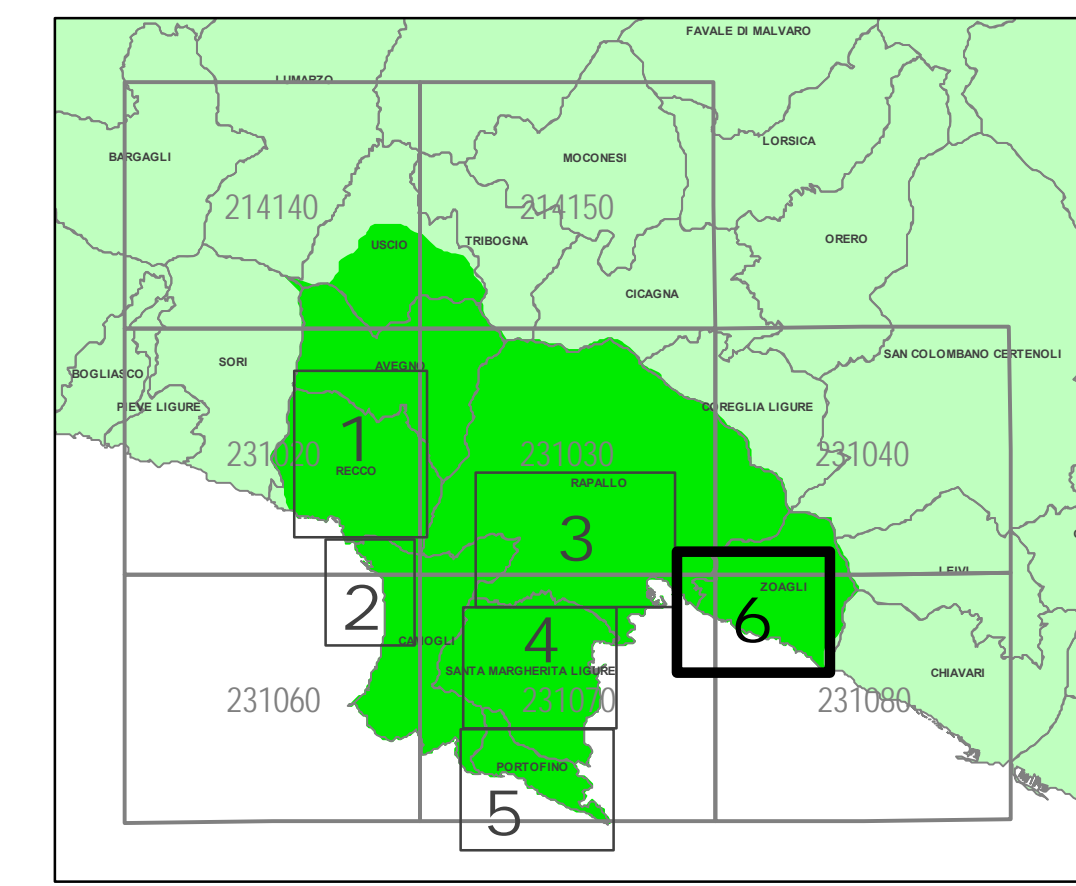 FAVALE DI MALVARO
LUMARZO
LORSICA
BARGAGLI
MOCONESI
214140
214150
USCIO
TRIBOGNA
ORERO
CICAGNA
SORI
SAN COLOMBANO CERTENOLI
AVEGNO
BOGLIASCO
PIEVE LIGURE
COREGLIA LIGURE
1
231020
231030
231040
RECCO
RAPALLO
3
LEIVI
ZOAGLI
2
6
CAMOGLI
4
SANTA MARGHERITA LIGURE
CHIAVARI
231060
231070
231080
PORTOFINO
5